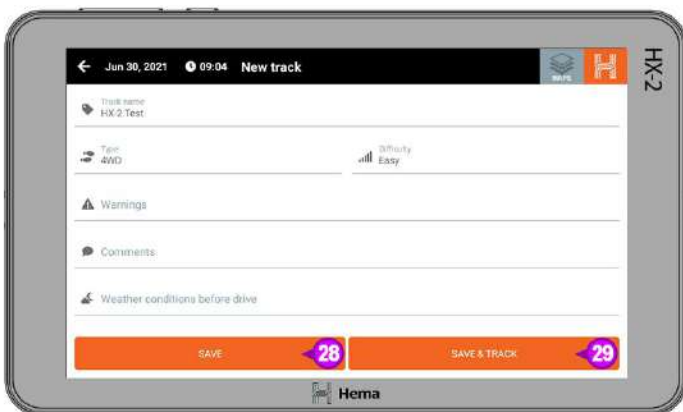 Jun 30, 2021 09:04 New track
MAPS
Track name
HX-2 Test
Type
4WD
Difficulty
Easy
Warnings
Comments
Weather conditions before drive
SAVE 28
SAVE & TRACK 29
Hema
HX-2